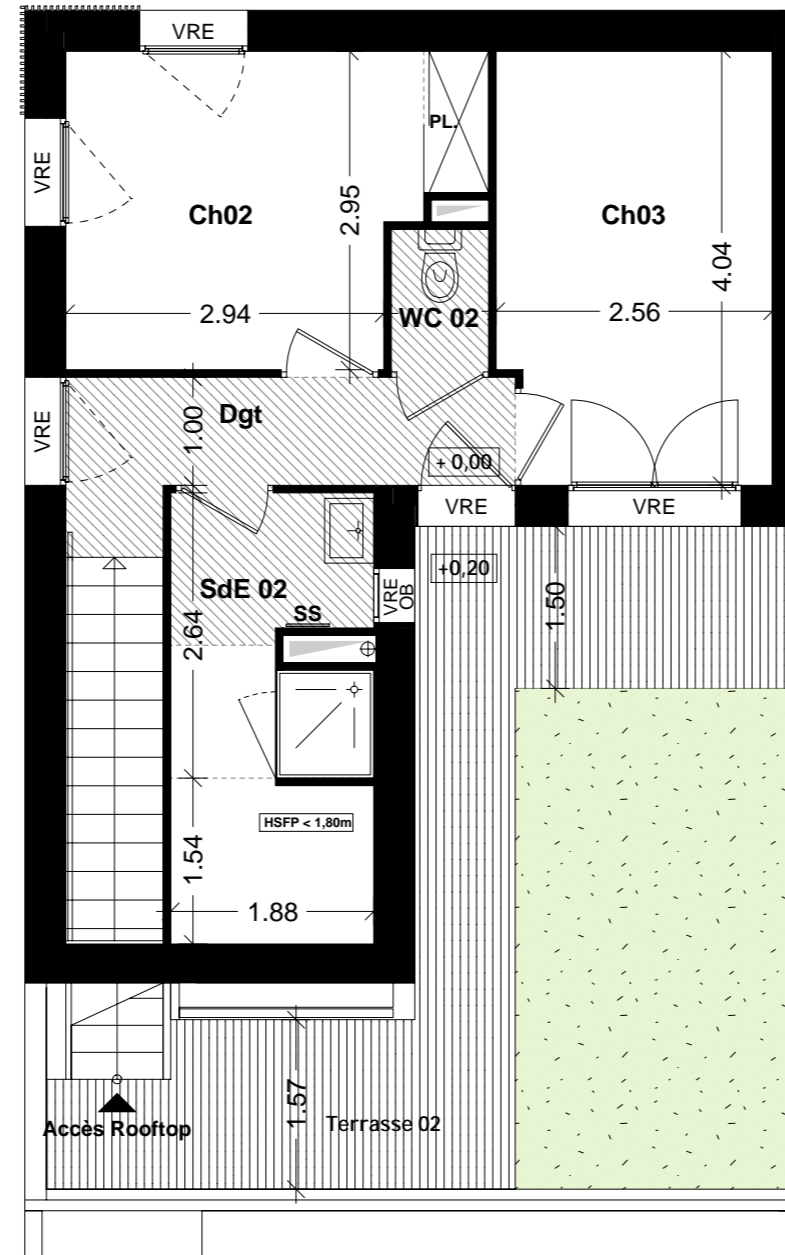 VRE
PL.
VRE
Ch02
2.95
Ch03
4.04
2.94
WC 02
2.56
VRE
Dgt
1.00
+ 0,00
VRE
VRE
SdE 02
SS
VRE
OB
+0,20
1.50
2.64
HSFP < 1,80m
1.54
1.88
1.57
Accès Rooftop
Terrasse 02